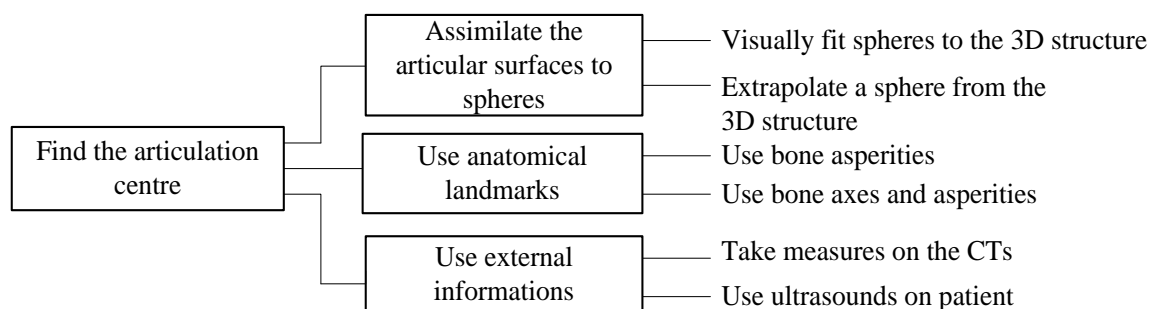 Find the articulation
centre
Assimilate the
articular surfaces to
spheres
Visually fit spheres to the 3D structure
Extrapolate a sphere from the
3D structure
Use anatomical
landmarks
Use bone asperities
Use bone axes and asperities
Use external
informations
Take measures on the CTs
Use ultrasounds on patient